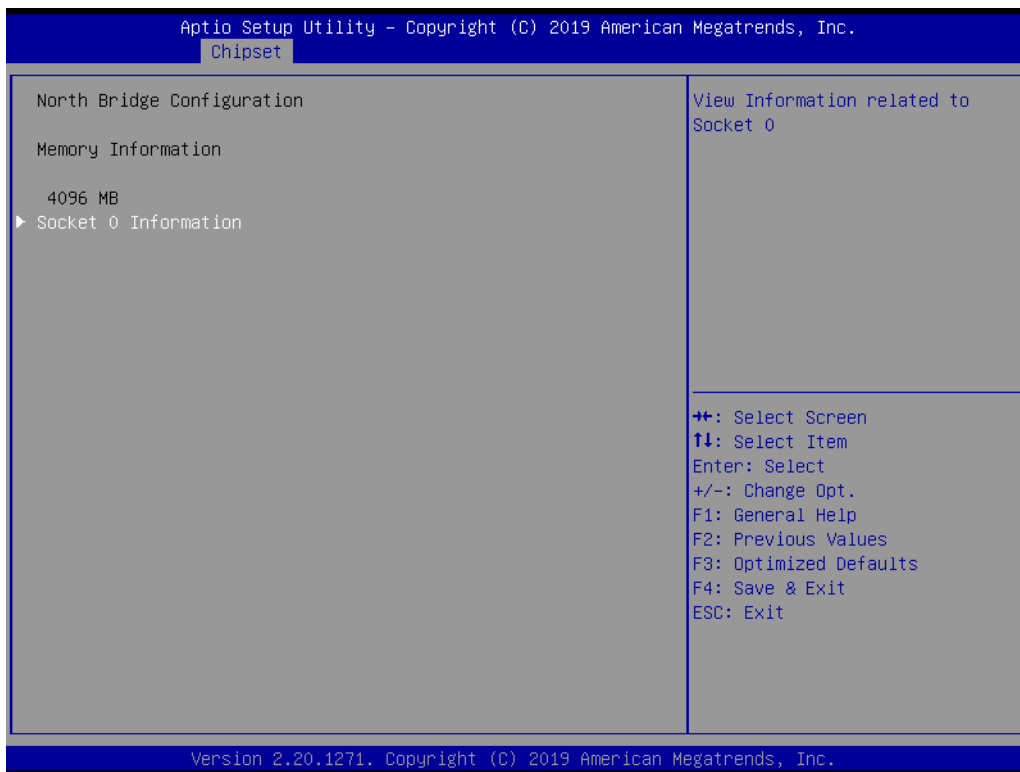 Aptio Setup Utility – Copyright (C) 2019 American Megatrends, Inc.
Chipset
North Bridge Configuration
Memory Information
4096 MB
Socket 0 Information
View Information related to
Socket 0
→←: Select Screen
↑↓: Select Item
Enter: Select
+/-: Change Opt.
F1: General Help
F2: Previous Values
F3: Optimized Defaults
F4: Save & Exit
ESC: Exit
Version 2.20.1271. Copyright (C) 2019 American Megatrends, Inc.